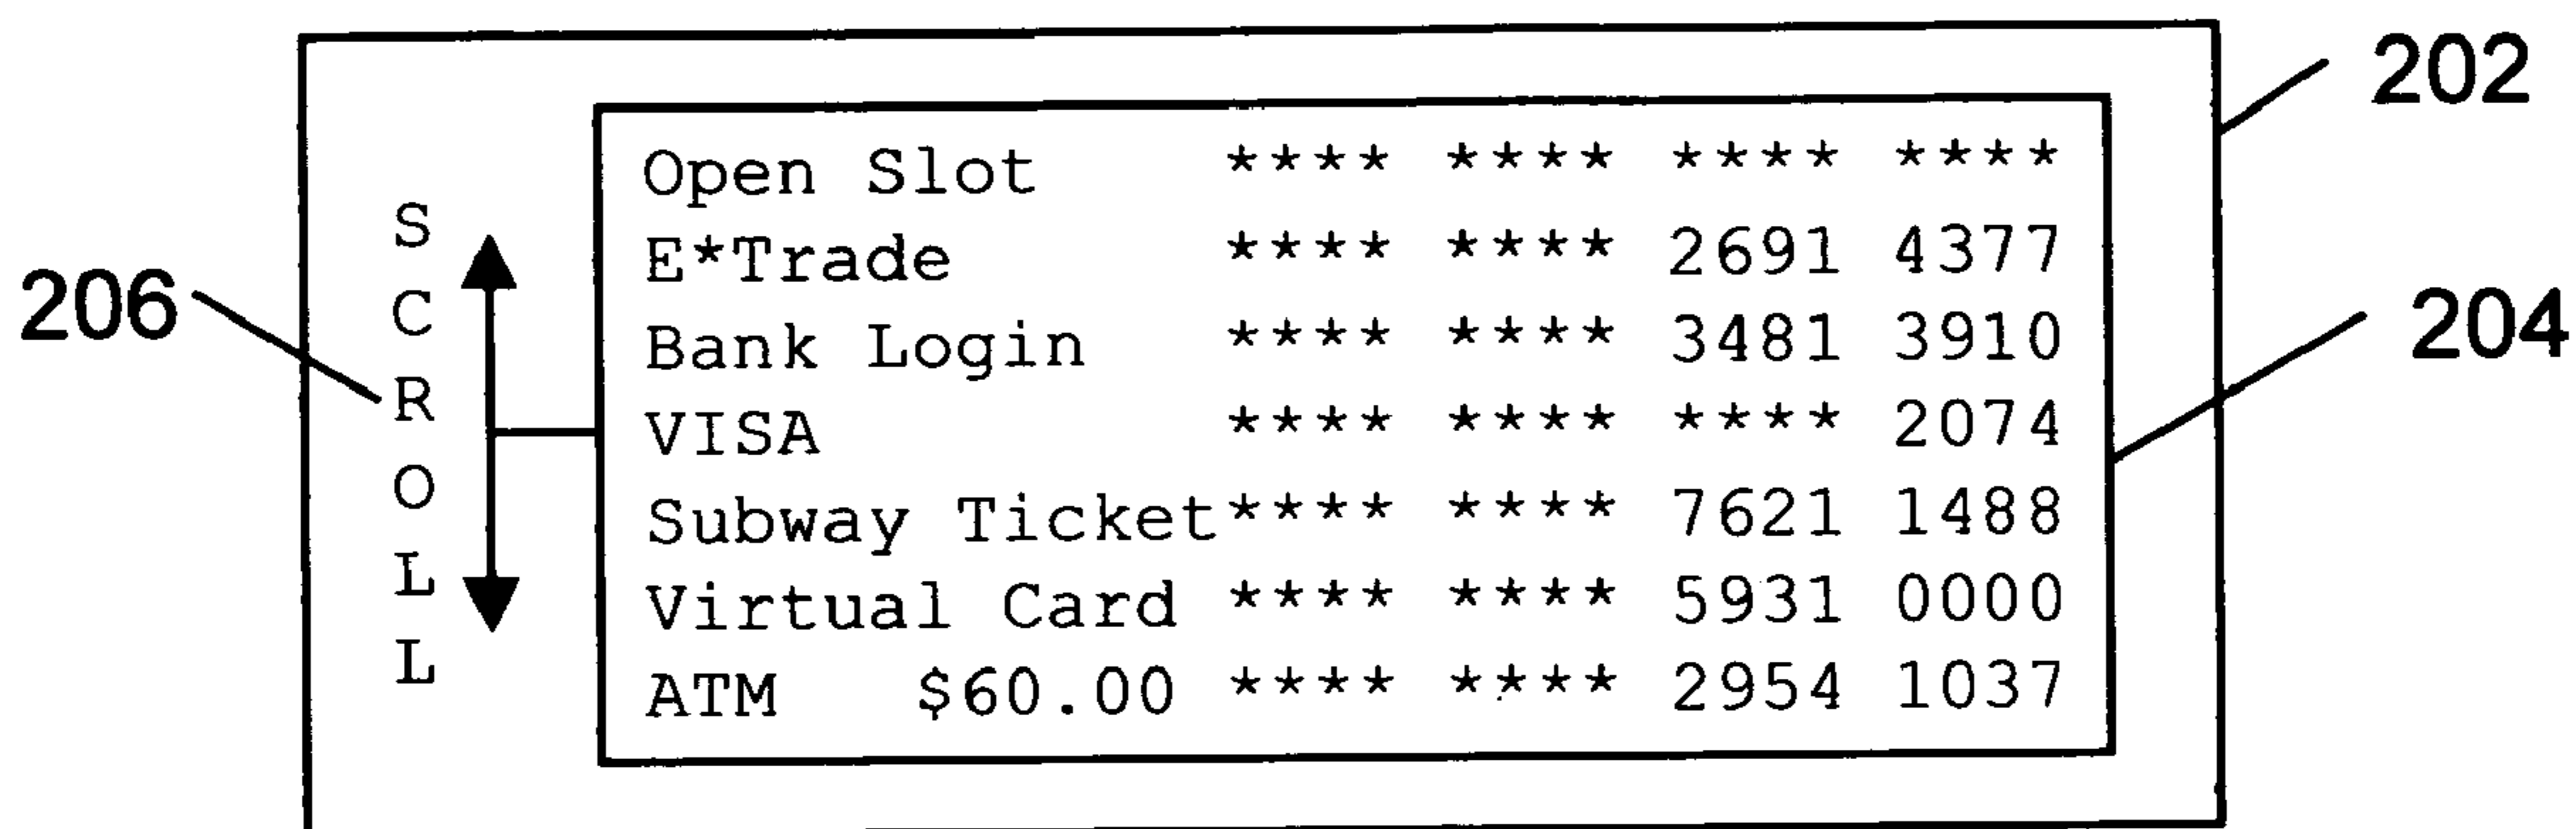 202
Open Slot **** **** **** ****
E*Trade **** **** 2691 4377
Bank Login **** **** 3481 3910
VISA **** **** **** 2074
Subway Ticket**** **** 7621 1488
Virtual Card **** **** 5931 0000
ATM $60.00 **** **** 2954 1037
SCROLL
206
204